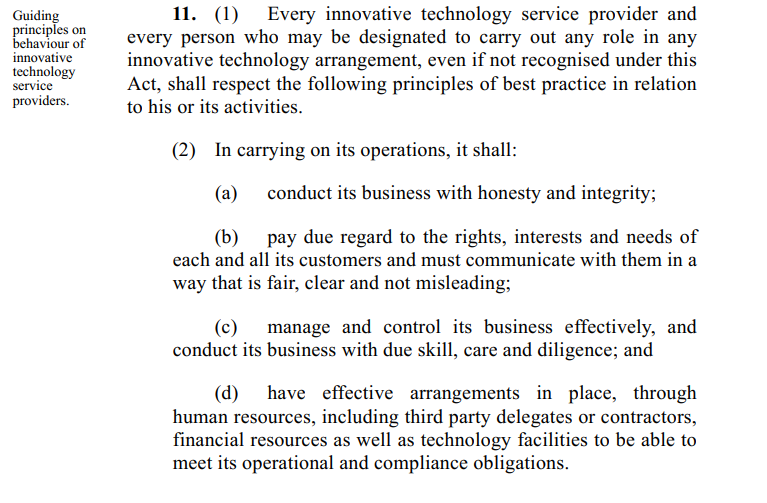 Guiding
principles on
behaviour of
innovative
technology
service
providers.
11. (1) Every innovative technology service provider and
every person who may be designated to carry out any role in any
innovative technology arrangement, even if not recognised under this
Act, shall respect the following principles of best practice in relation
to his or its activities.
(2) In carrying on its operations, it shall:
(a) conduct its business with honesty and integrity;
(b) pay due regard to the rights, interests and needs of
each and all its customers and must communicate with them in a
way that is fair, clear and not misleading;
(c) manage and control its business effectively, and
conduct its business with due skill, care and diligence; and
(d) have effective arrangements in place, through
human resources, including third party delegates or contractors,
financial resources as well as technology facilities to be able to
meet its operational and compliance obligations.